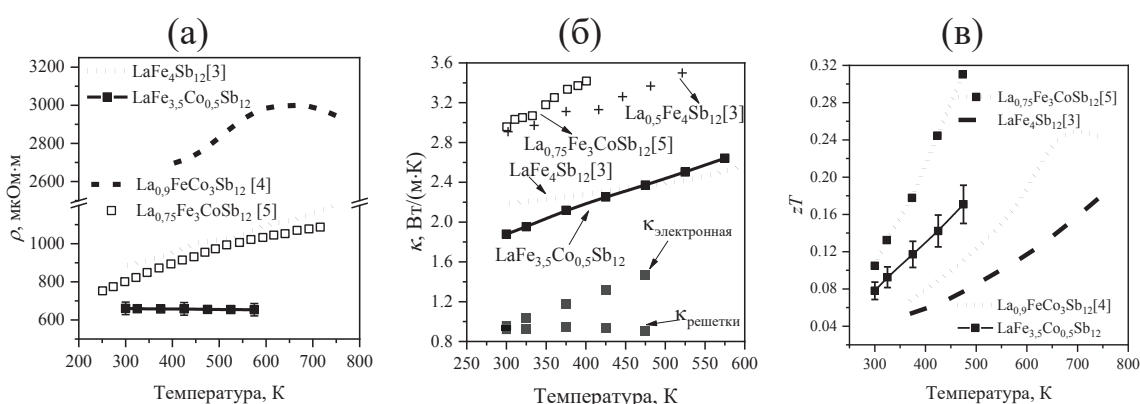 (а)
3200
3100
3000
2900
2800
2700
1000
800
600
200 300 400 500 600 700 800
ρ, мкОм·м
Температура, К
LaFe4Sb12[3]
LaFe3,5Co0,5Sb12
La0,9FeCo3Sb12 [4]
La0,75Fe3CoSb12 [5]
(б)
3.6
3.2
2.8
2.4
2.0
1.6
1.2
0.8
250 300 350 400 450 500 550 600
κ, Вт/(м·К)
Температура, К
La0,5Fe4Sb12[3]
La0,75Fe3CoSb12[5]
LaFe4Sb12[3]
LaFe3,5Co0,5Sb12
κэлектронная
κрешетки
(в)
0.32
0.28
0.24
0.20
0.16
0.12
0.08
0.04
300 400 500 600 700 800
zT
Температура, К
La0,75Fe3CoSb12[5]
LaFe4Sb12[3]
La0,9FeCo3Sb12[4]
LaFe3,5Co0,5Sb12